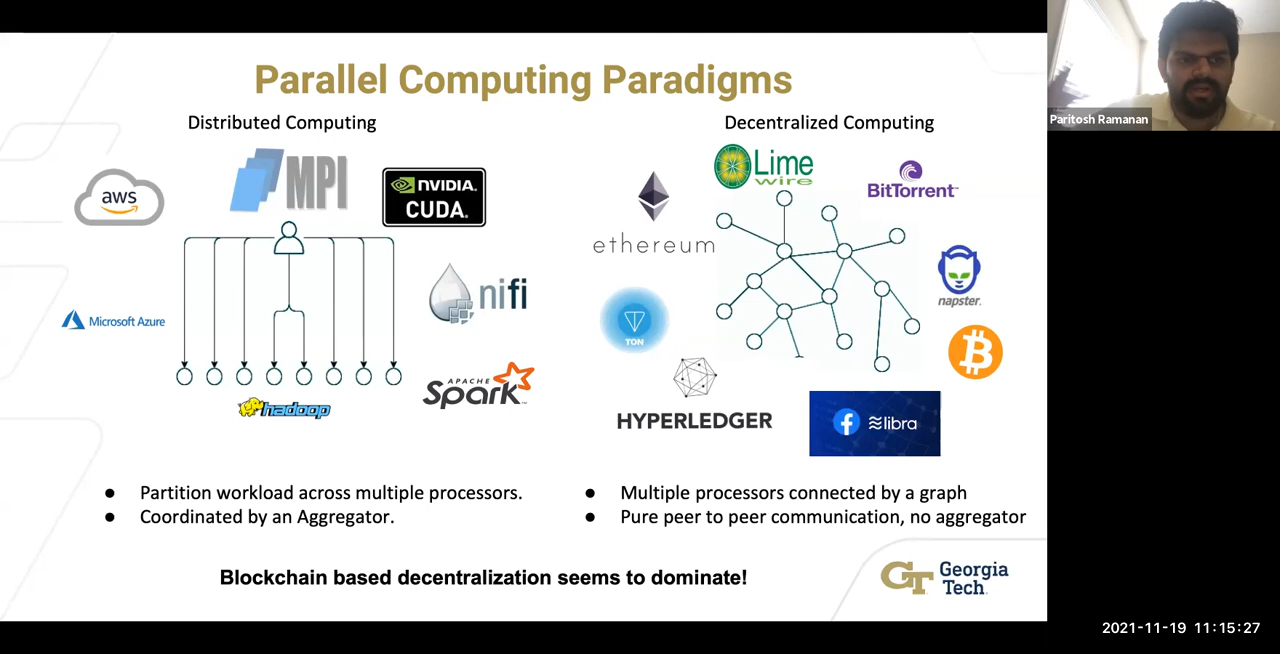 Parallel Computing Paradigms
Distributed Computing
aws
MPI
NVIDIA.
CUDA.
nifi
Microsoft Azure
APACHE
Spark
hadoop
Partition workload across multiple processors.
Coordinated by an Aggregator.
Decentralized Computing
Lime
wire
BitTorrent
ethereum
napster.
TON
HYPERLEDGER
libra
Multiple processors connected by a graph
Pure peer to peer communication, no aggregator
Blockchain based decentralization seems to dominate!
GT Georgia
Tech
Paritosh Ramanan
2021-11-19 11:15:27